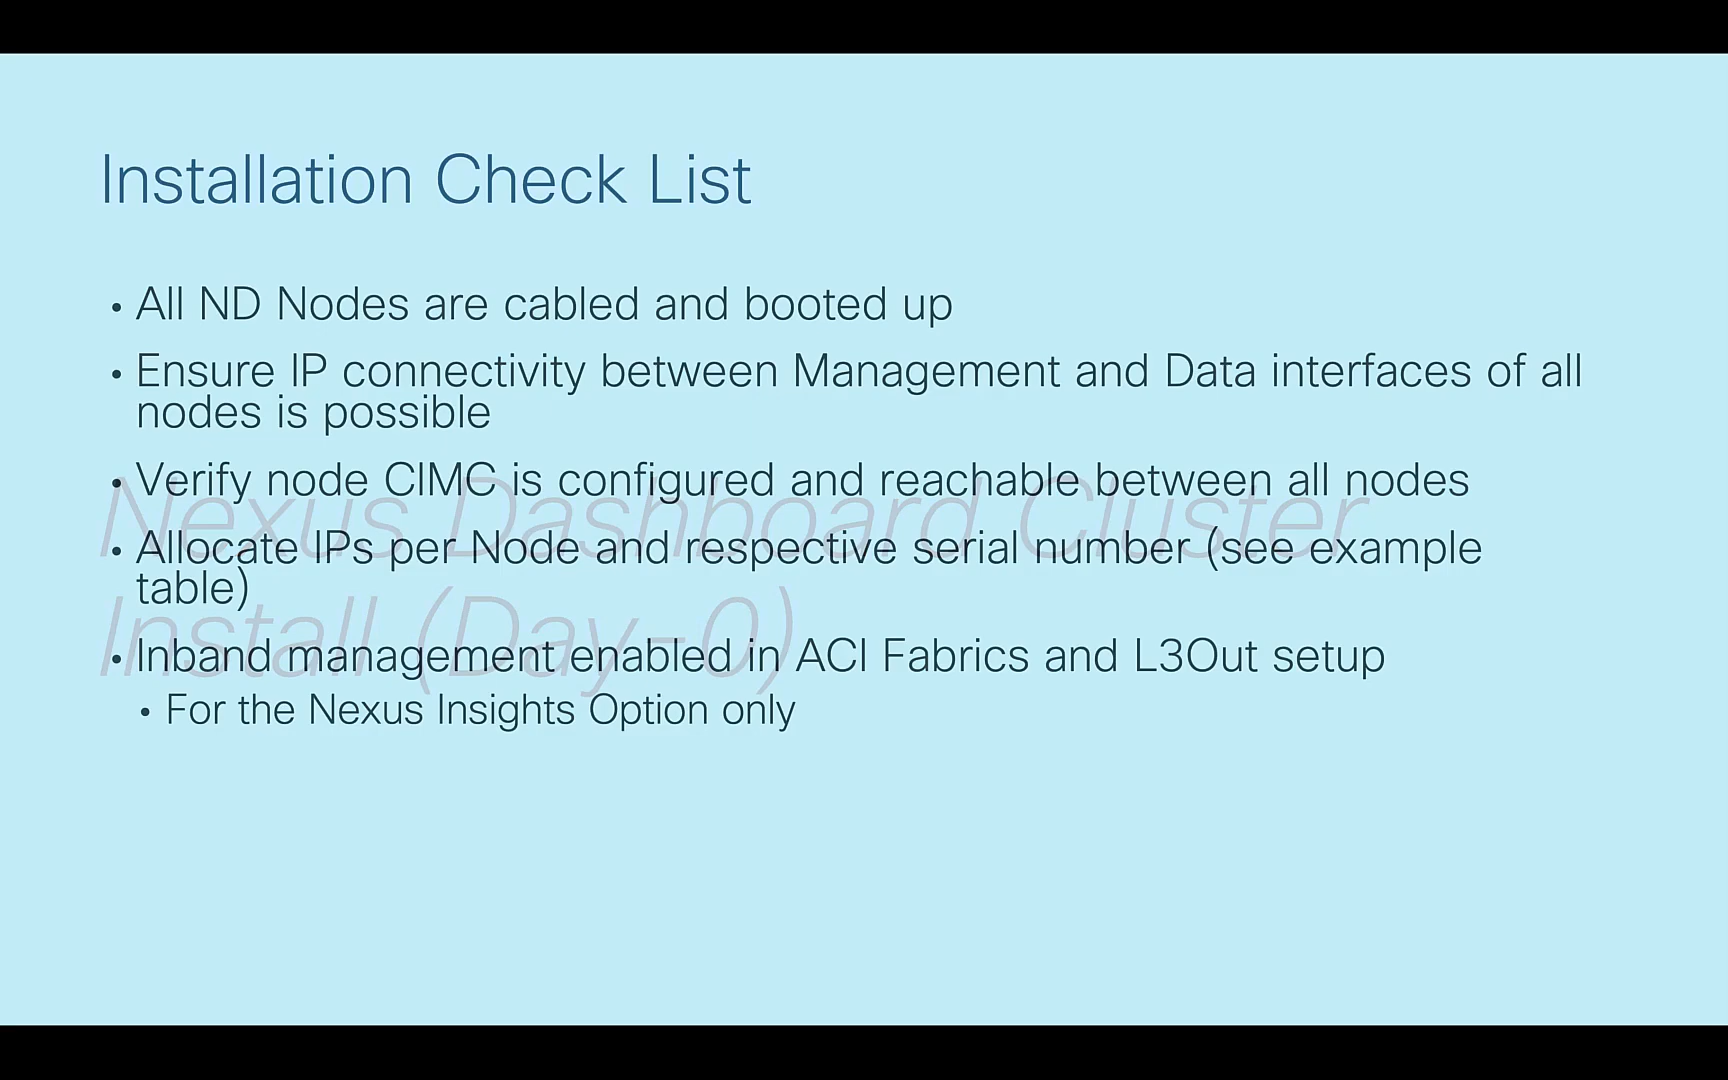 Installation Check List
• All ND Nodes are cabled and booted up
• Ensure IP connectivity between Management and Data interfaces of all
nodes is possible
• Verify node CIMC is configured and reachable between all nodes
Nexus Dashboard Cluster
• Allocate IPs per Node and respective serial number (see example
table)
Install (Day-0)
• Inband management enabled in ACI Fabrics and L3Out setup
• For the Nexus Insights Option only